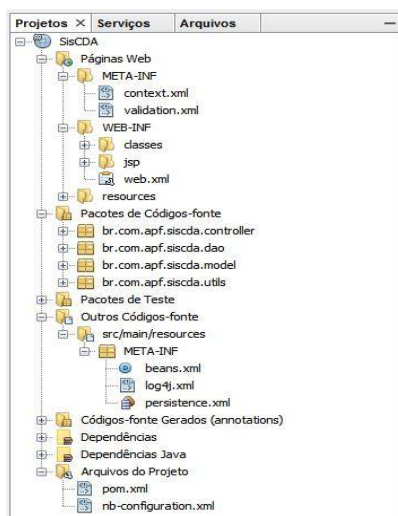 Projetos × Serviços Arquivos
SisCDA
Páginas Web
META-INF
context.xml
validation.xml
WEB-INF
classes
jsp
web.xml
resources
Pacotes de Códigos-fonte
br.com.apf.siscda.controller
br.com.apf.siscda.dao
br.com.apf.siscda.model
br.com.apf.siscda.utils
Pacotes de Teste
Outros Códigos-fonte
src/main/resources
META-INF
beans.xml
log4j.xml
persistence.xml
Códigos-fonte Gerados (annotations)
Dependências
Dependências Java
Arquivos do Projeto
pom.xml
nb-configuration.xml